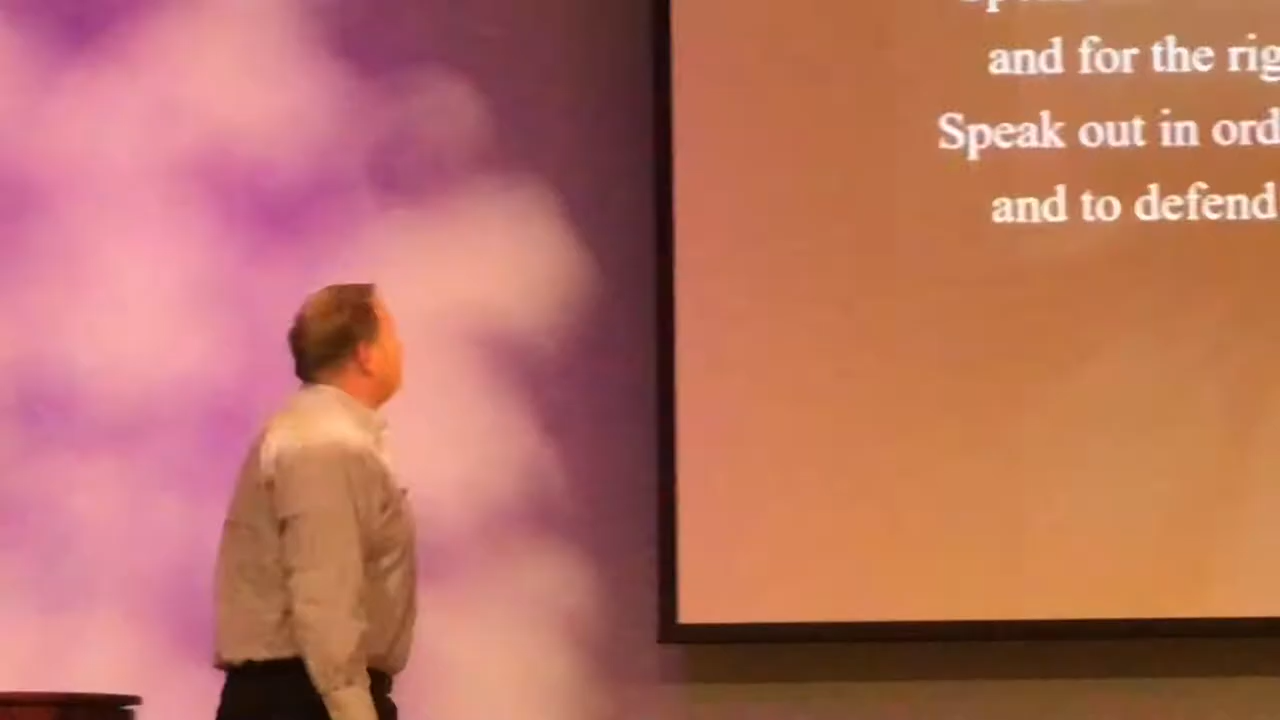 and for the rig
Speak out in ord
and to defend